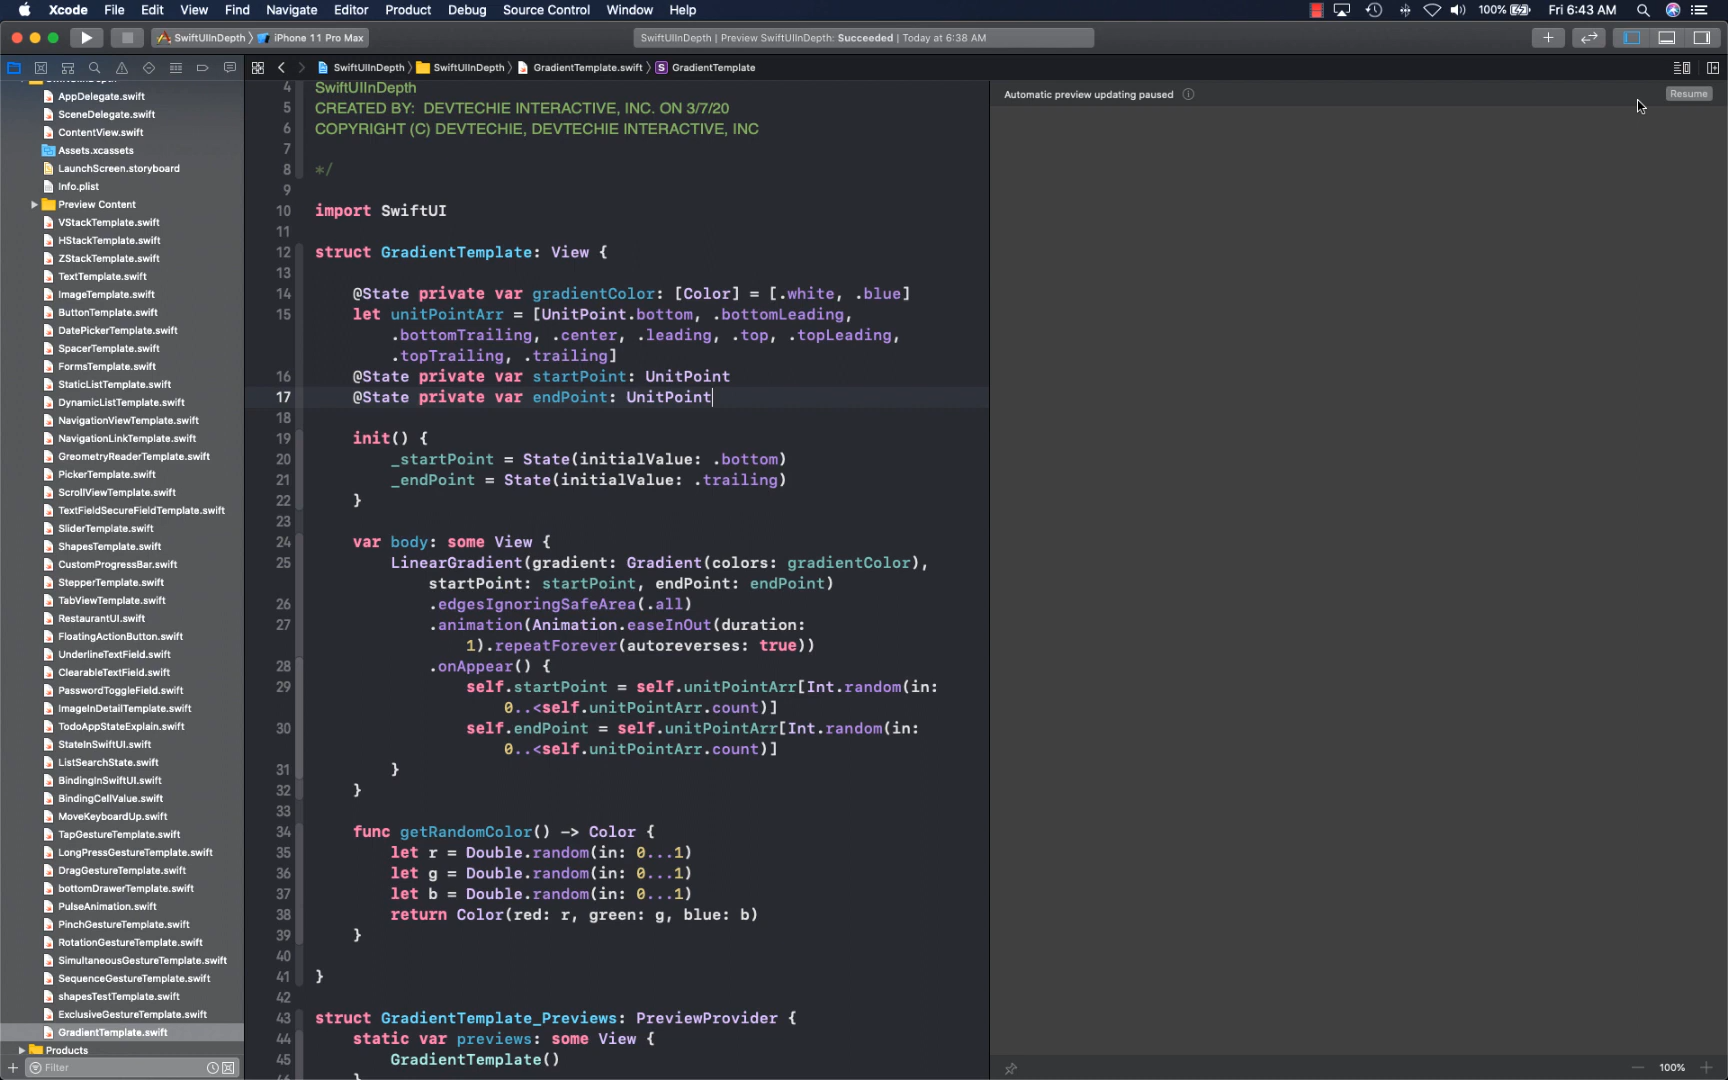 Xcode File Edit View Find Navigate Editor Product Debug Source Control Window Help 100% Fri 6:43 AM
SwiftUIInDepth iPhone 11 Pro Max SwiftUIInDepth | Preview SwiftUIInDepth: Succeeded | Today at 6:38 AM
SwiftUIInDepth SwiftUIInDepth GradientTemplate.swift S GradientTemplate
AppDelegate.swift
SceneDelegate.swift
ContentView.swift
Assets.xcassets
LaunchScreen.storyboard
Info.plist
Preview Content
VStackTemplate.swift
HStackTemplate.swift
ZStackTemplate.swift
TextTemplate.swift
ImageTemplate.swift
ButtonTemplate.swift
DatePickerTemplate.swift
SpacerTemplate.swift
FormsTemplate.swift
StaticListTemplate.swift
DynamicListTemplate.swift
NavigationViewTemplate.swift
NavigationLinkTemplate.swift
GreometryReaderTemplate.swift
PickerTemplate.swift
ScrollViewTemplate.swift
TextFieldSecureFieldTemplate.swift
SliderTemplate.swift
ShapesTemplate.swift
CustomProgressBar.swift
StepperTemplate.swift
TabViewTemplate.swift
RestaurantUI.swift
FloatingActionButton.swift
UnderlineTextField.swift
ClearableTextField.swift
PasswordToggleField.swift
ImageInDetailTemplate.swift
TodoAppStateExplain.swift
StateInSwiftUI.swift
ListSearchState.swift
BindingInSwiftUI.swift
BindingCellValue.swift
MoveKeyboardUp.swift
TapGestureTemplate.swift
LongPressGestureTemplate.swift
DragGestureTemplate.swift
bottomDrawerTemplate.swift
PulseAnimation.swift
PinchGestureTemplate.swift
RotationGestureTemplate.swift
SimultaneousGestureTemplate.swift
SequenceGestureTemplate.swift
shapesTestTemplate.swift
ExclusiveGestureTemplate.swift
GradientTemplate.swift
Products
Filter
4 SwiftUIInDepth
5 CREATED BY: DEVTECHIE INTERACTIVE, INC. ON 3/7/20
6 COPYRIGHT (C) DEVTECHIE, DEVTECHIE INTERACTIVE, INC
7
8 */
9
10 import SwiftUI
11
12 struct GradientTemplate: View {
13
14 @State private var gradientColor: [Color] = [.white, .blue]
15 let unitPointArr = [UnitPoint.bottom, .bottomLeading,
.bottomTrailing, .center, .leading, .top, .topLeading,
.topTrailing, .trailing]
16 @State private var startPoint: UnitPoint
17 @State private var endPoint: UnitPoint
18
19 init() {
20 _startPoint = State(initialValue: .bottom)
21 _endPoint = State(initialValue: .trailing)
22 }
23
24 var body: some View {
25 LinearGradient(gradient: Gradient(colors: gradientColor),
startPoint: startPoint, endPoint: endPoint)
26 .edgesIgnoringSafeArea(.all)
27 .animation(Animation.easeInOut(duration:
1).repeatForever(autoreverses: true))
28 .onAppear() {
29 self.startPoint = self.unitPointArr[Int.random(in:
0..<self.unitPointArr.count)]
30 self.endPoint = self.unitPointArr[Int.random(in:
0..<self.unitPointArr.count)]
31 }
32 }
33
34 func getRandomColor() -> Color {
35 let r = Double.random(in: 0...1)
36 let g = Double.random(in: 0...1)
37 let b = Double.random(in: 0...1)
38 return Color(red: r, green: g, blue: b)
39 }
40
41 }
42
43 struct GradientTemplate_Previews: PreviewProvider {
44 static var previews: some View {
45 GradientTemplate()
Automatic preview updating paused
Resume
100%